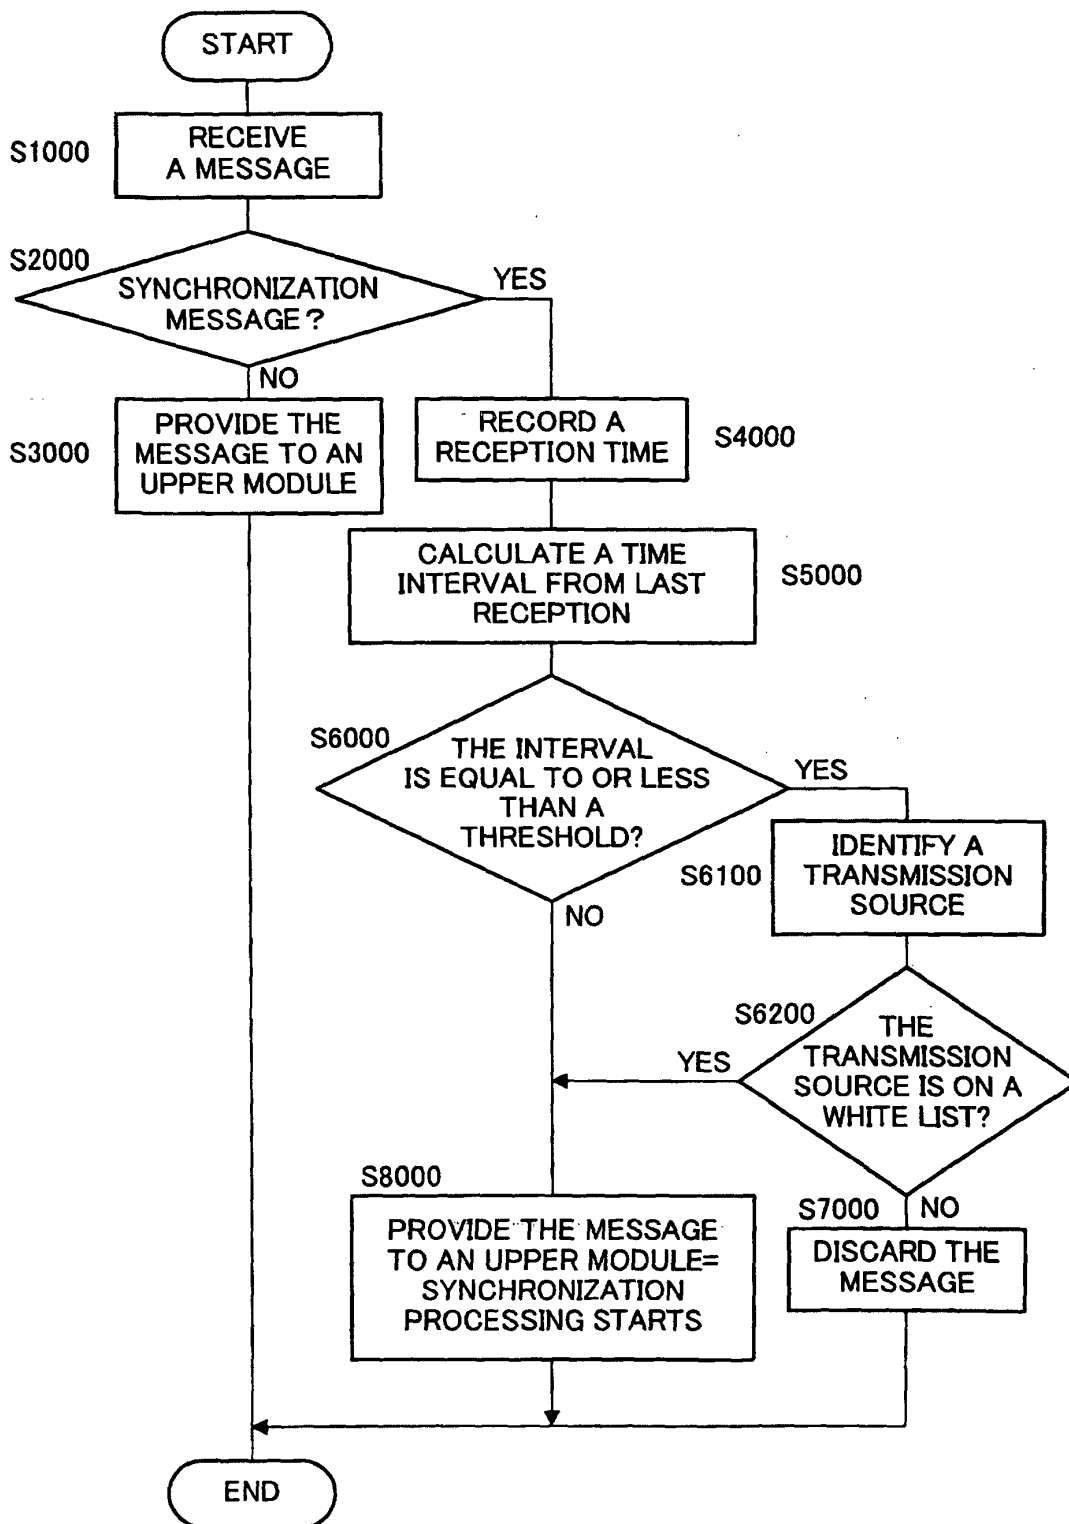 START
S1000
RECEIVE
A MESSAGE
S2000
SYNCHRONIZATION
MESSAGE?
YES
NO
S3000
PROVIDE THE
MESSAGE TO AN
UPPER MODULE
RECORD A
RECEPTION TIME
S4000
CALCULATE A TIME
INTERVAL FROM LAST
RECEPTION
S5000
S6000
THE INTERVAL
IS EQUAL TO OR LESS
THAN A
THRESHOLD?
YES
NO
S6100
IDENTIFY A
TRANSMISSION
SOURCE
S6200
THE
TRANSMISSION
SOURCE IS ON A
WHITE LIST?
YES
NO
S8000
PROVIDE THE MESSAGE
TO AN UPPER MODULE=
SYNCHRONIZATION
PROCESSING STARTS
S7000
DISCARD THE
MESSAGE
END